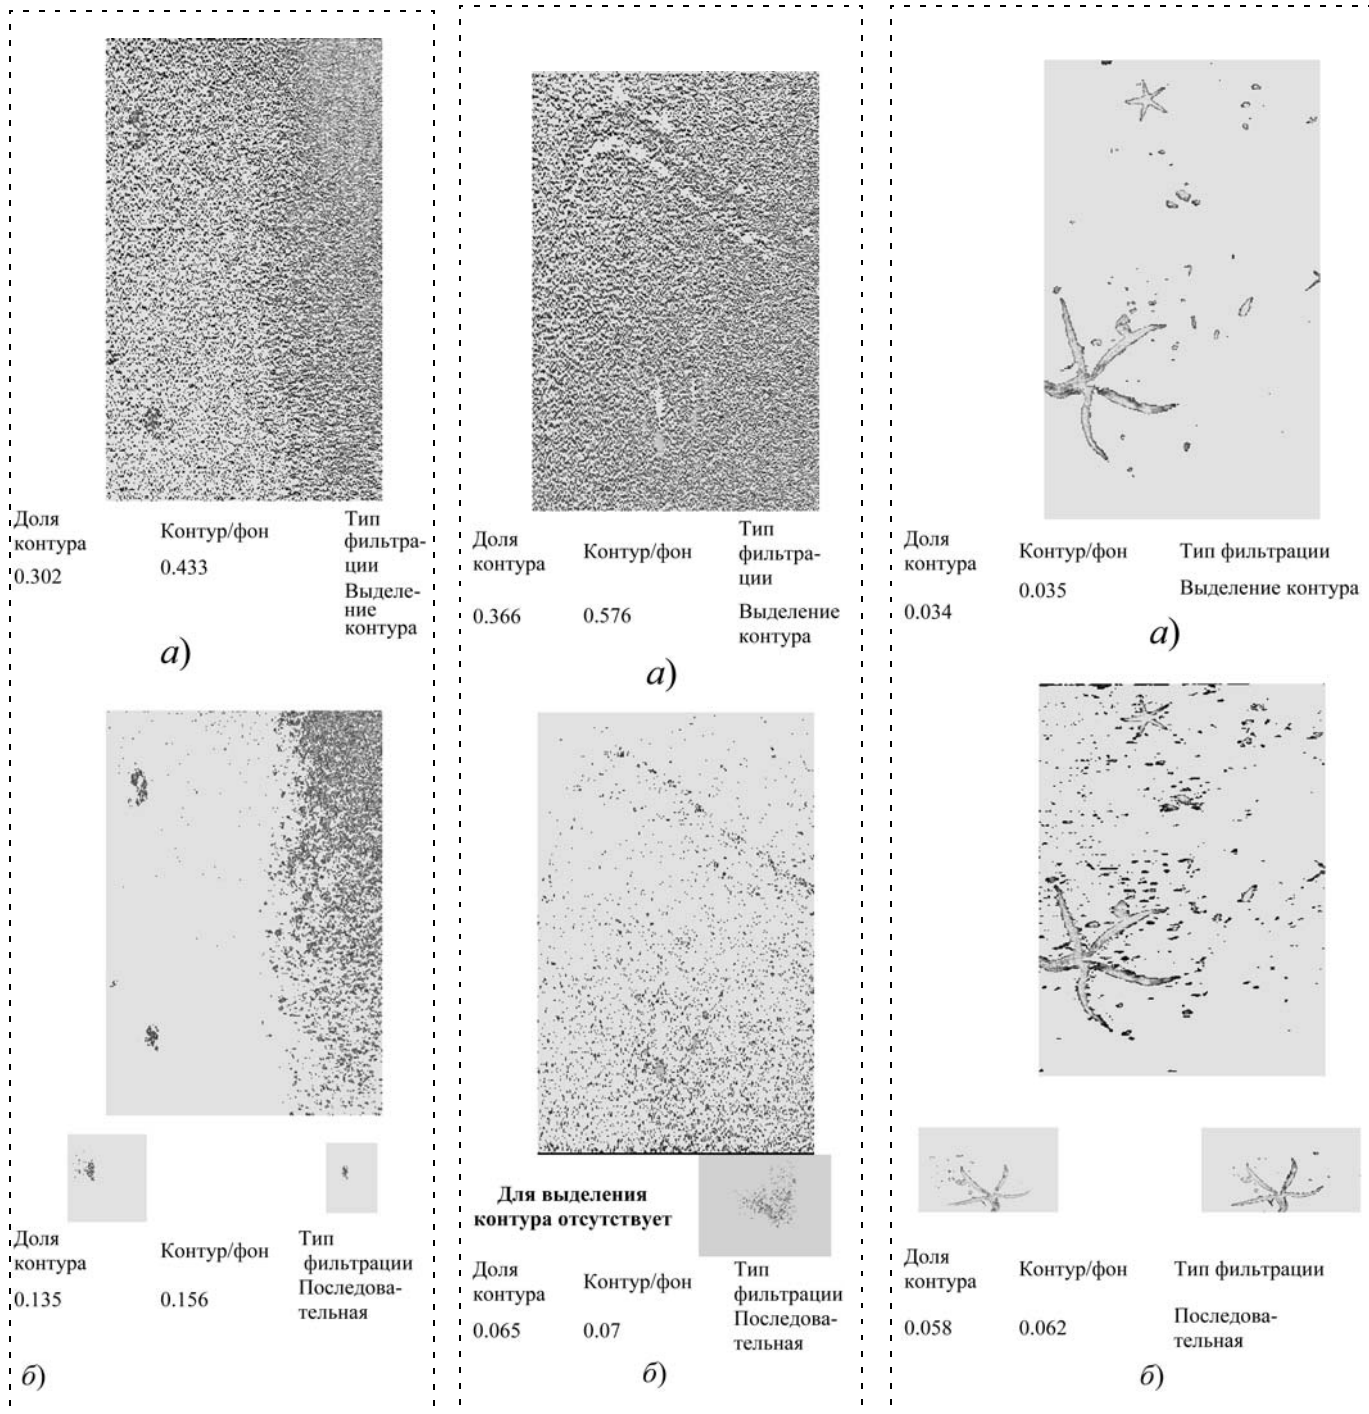 Доля
контура
0.302
Контур/фон
0.433
Тип
фильтра-
ции
Выделе-
ние
контура
а)
Доля
контура
0.135
Контур/фон
0.156
Тип
фильтрации
Последова-
тельная
б)
Доля
контура
0.366
Контур/фон
0.576
Тип
фильтра-
ции
Выделение
контура
а)
Для выделения
контура отсутствует
Доля
контура
0.065
Контур/фон
0.07
Тип
фильтрации
Последова-
тельная
б)
Доля
контура
0.034
Контур/фон
0.035
Тип фильтрации
Выделение контура
а)
Доля
контура
0.058
Контур/фон
0.062
Тип фильтрации
Последова-
тельная
б)